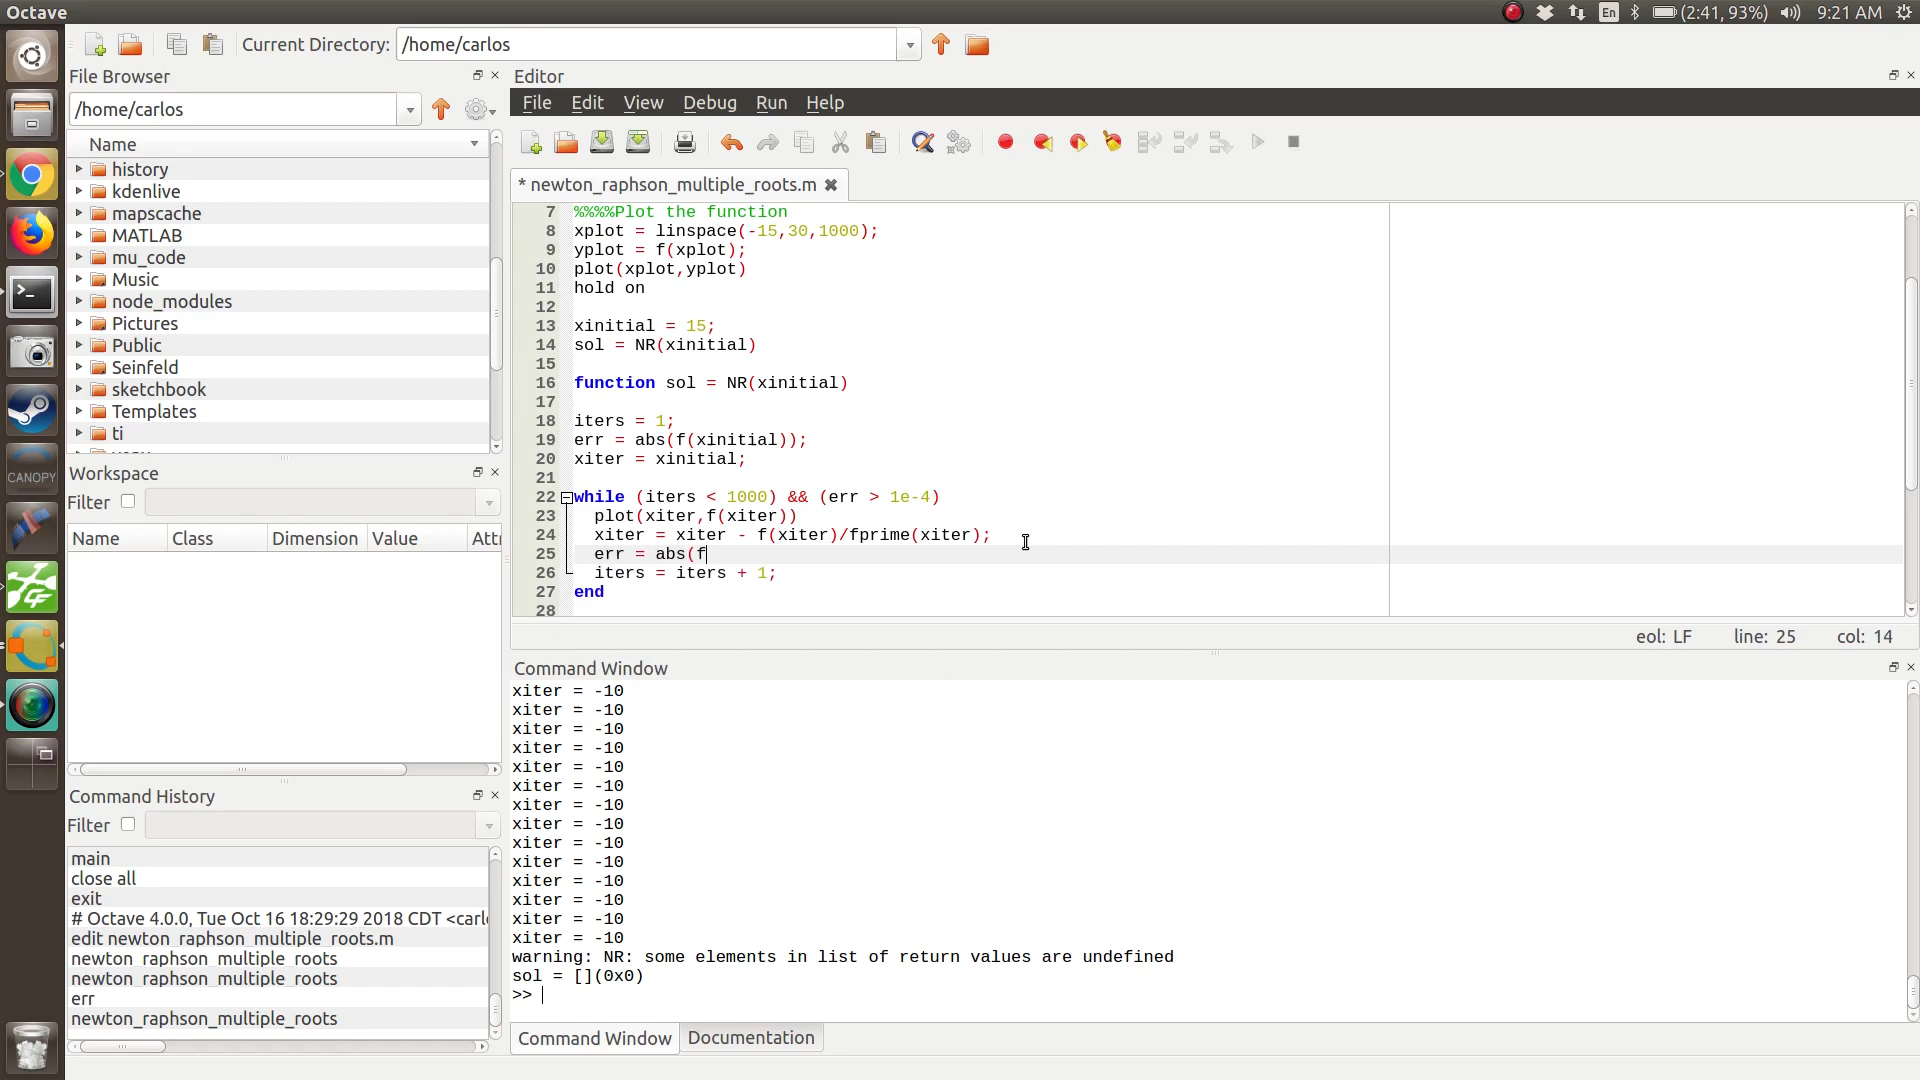 Octave
En
(2:41, 93%)
9:21 AM
Current Directory:
/home/carlos
File Browser
/home/carlos
Name
history
kdenlive
mapscache
MATLAB
mu_code
Music
node_modules
Pictures
Public
Seinfeld
sketchbook
Templates
ti
Workspace
Filter
Name Class Dimension Value Attr
Command History
Filter
main
close all
exit
# Octave 4.0.0, Tue Oct 16 18:29:29 2018 CDT <carl
edit newton_raphson_multiple_roots.m
newton_raphson_multiple_roots
newton_raphson_multiple_roots
err
newton_raphson_multiple_roots
CANOPY
Editor
File Edit View Debug Run Help
* newton_raphson_multiple_roots.m
7 %%%%Plot the function
8 xplot = linspace(-15,30,1000);
9 yplot = f(xplot);
10 plot(xplot,yplot)
11 hold on
12
13 xinitial = 15;
14 sol = NR(xinitial)
15
16 function sol = NR(xinitial)
17
18 iters = 1;
19 err = abs(f(xinitial));
20 xiter = xinitial;
21
22 while (iters < 1000) && (err > 1e-4)
23 plot(xiter,f(xiter))
24 xiter = xiter - f(xiter)/fprime(xiter);
25 err = abs(f
26 iters = iters + 1;
27 end
28
eol: LF line: 25 col: 14
Command Window
xiter = -10
xiter = -10
xiter = -10
xiter = -10
xiter = -10
xiter = -10
xiter = -10
xiter = -10
xiter = -10
xiter = -10
xiter = -10
xiter = -10
xiter = -10
xiter = -10
warning: NR: some elements in list of return values are undefined
sol = [](0x0)
>>
Command Window Documentation